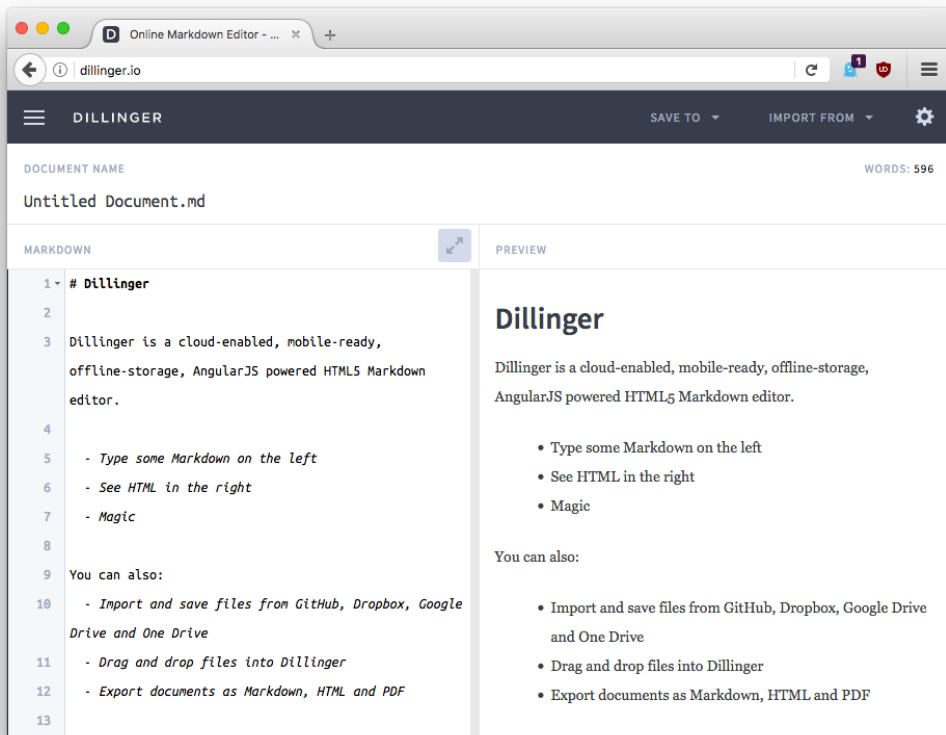 Online Markdown Editor - ...
dillinger.io
1
DILLINGER
SAVE TO
IMPORT FROM
DOCUMENT NAME
WORDS: 596
Untitled Document.md
MARKDOWN
PREVIEW
1 # Dillinger
2
3 Dillinger is a cloud-enabled, mobile-ready,
offline-storage, AngularJS powered HTML5 Markdown
editor.
4
5 - Type some Markdown on the left
6 - See HTML in the right
7 - Magic
8
9 You can also:
10 - Import and save files from GitHub, Dropbox, Google
Drive and One Drive
11 - Drag and drop files into Dillinger
12 - Export documents as Markdown, HTML and PDF
13
Dillinger
Dillinger is a cloud-enabled, mobile-ready, offline-storage,
AngularJS powered HTML5 Markdown editor.
• Type some Markdown on the left
• See HTML in the right
• Magic
You can also:
• Import and save files from GitHub, Dropbox, Google Drive
and One Drive
• Drag and drop files into Dillinger
• Export documents as Markdown, HTML and PDF